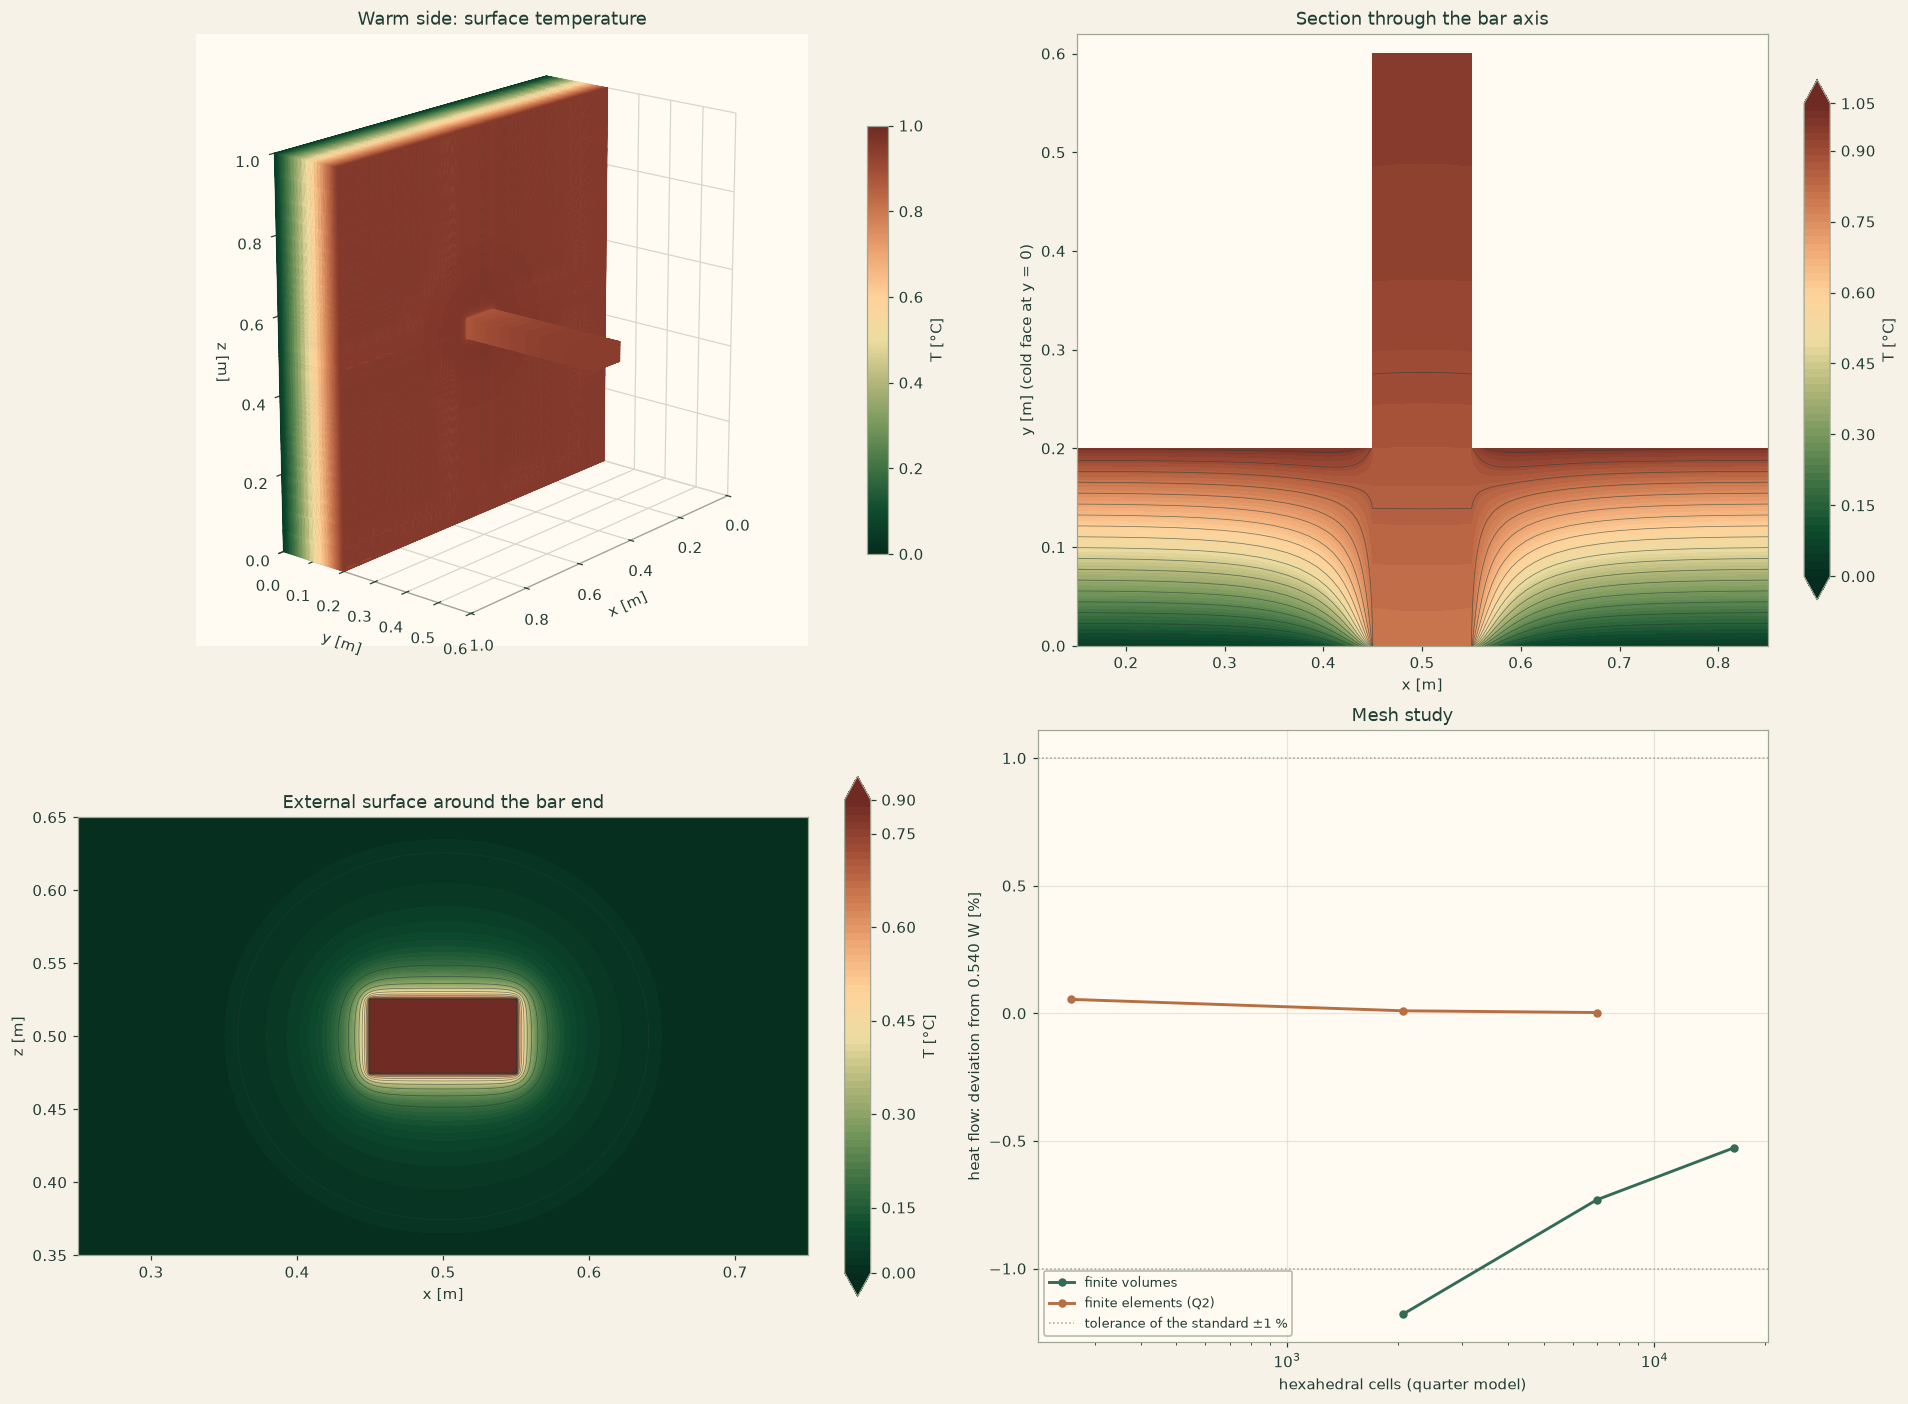 Warm side: surface temperature
1.0
0.8
0.6
0.4
0.2
0.0
z [m]
0.0
0.1
0.2
0.3
0.4
0.5
0.6
y [m]
1.0
0.8
0.6
0.4
0.2
0.0
x [m]
1.0
0.8
0.6
0.4
0.2
0.0
T [°C]
Section through the bar axis
0.6
0.5
0.4
0.3
0.2
0.1
0.0
y [m] (cold face at y = 0)
0.2 0.3 0.4 0.5 0.6 0.7 0.8
x [m]
1.05
0.90
0.75
0.60
0.45
0.30
0.15
0.00
T [°C]
External surface around the bar end
0.65
0.60
0.55
0.50
0.45
0.40
0.35
z [m]
0.3 0.4 0.5 0.6 0.7
x [m]
0.90
0.75
0.60
0.45
0.30
0.15
0.00
T [°C]
Mesh study
1.0
0.5
0.0
−0.5
−1.0
heat flow: deviation from 0.540 W [%]
finite volumes
finite elements (Q2)
tolerance of the standard ±1 %
10³ 10⁴
hexahedral cells (quarter model)